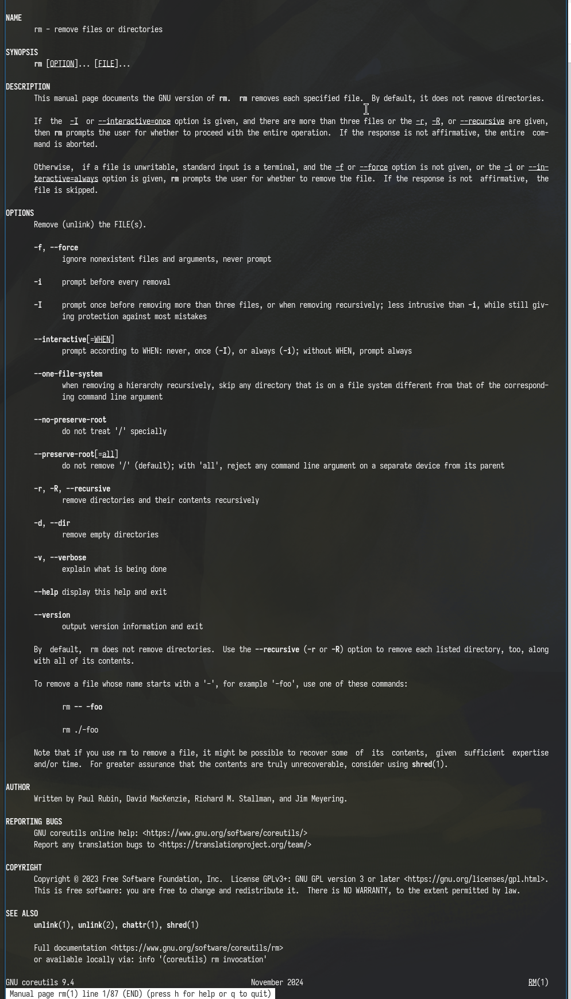 NAME
rm - remove files or directories
SYNOPSIS
rm [OPTION]... [FILE]...
DESCRIPTION
This manual page documents the GNU version of rm.  rm removes each specified file.  By default, it does not remove directories.
If  the  -I  or --interactive=once option is given, and there are more than three files or the -r, -R, or --recursive are given,
then rm prompts the user for whether to proceed with the entire operation.  If the response is not affirmative, the entire  com-
mand is aborted.
Otherwise,  if a file is unwritable, standard input is a terminal, and the -f or --force option is not given, or the -i or --in-
teractive=always option is given, rm prompts the user for whether to remove the file.  If the response is not  affirmative,  the
file is skipped.
OPTIONS
Remove (unlink) the FILE(s).
-f, --force
ignore nonexistent files and arguments, never prompt
-i     prompt before every removal
-I     prompt once before removing more than three files, or when removing recursively; less intrusive than -i, while still giv-
ing protection against most mistakes
--interactive[=WHEN]
prompt according to WHEN: never, once (-I), or always (-i); without WHEN, prompt always
--one-file-system
when removing a hierarchy recursively, skip any directory that is on a file system different from that of the correspond-
ing command line argument
--no-preserve-root
do not treat '/' specially
--preserve-root[=all]
do not remove '/' (default); with 'all', reject any command line argument on a separate device from its parent
-r, -R, --recursive
remove directories and their contents recursively
-d, --dir
remove empty directories
-v, --verbose
explain what is being done
--help display this help and exit
--version
output version information and exit
By  default,  rm does not remove directories.  Use the --recursive (-r or -R) option to remove each listed directory, too, along
with all of its contents.
To remove a file whose name starts with a '-', for example '-foo', use one of these commands:
rm -- -foo
rm ./-foo
Note that if you use rm to remove a file, it might be possible to recover some  of  its  contents,  given  sufficient  expertise
and/or time.  For greater assurance that the contents are truly unrecoverable, consider using shred(1).
AUTHOR
Written by Paul Rubin, David MacKenzie, Richard M. Stallman, and Jim Meyering.
REPORTING BUGS
GNU coreutils online help: <https://www.gnu.org/software/coreutils/>
Report any translation bugs to <https://translationproject.org/team/>
COPYRIGHT
Copyright © 2023 Free Software Foundation, Inc.  License GPLv3+: GNU GPL version 3 or later <https://gnu.org/licenses/gpl.html>.
This is free software: you are free to change and redistribute it.  There is NO WARRANTY, to the extent permitted by law.
SEE ALSO
unlink(1), unlink(2), chattr(1), shred(1)
Full documentation <https://www.gnu.org/software/coreutils/rm>
or available locally via: info '(coreutils) rm invocation'
GNU coreutils 9.4 November 2024 RM(1)
Manual page rm(1) line 1/87 (END) (press h for help or q to quit)